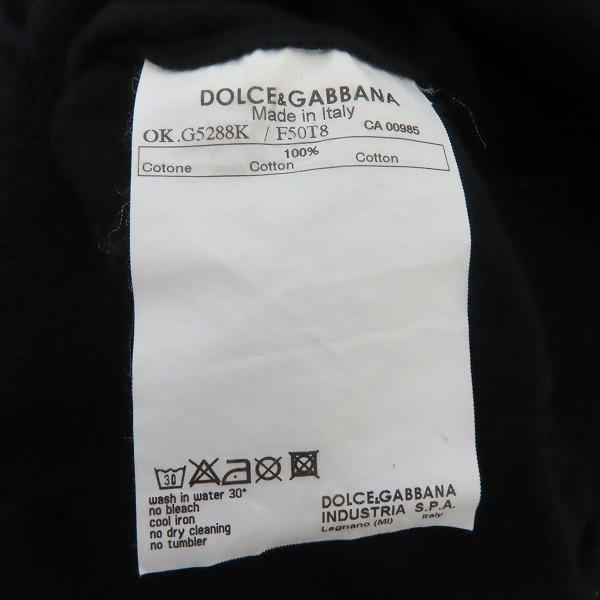 DOLCE&GABBANA
Made in Italy
OK.G5288K / F50T8 CA 00985
100%
Cotone Cotton Cotton
30
wash in water 30°
no bleach
cool iron
no dry cleaning
no tumbler
DOLCE&GABBANA
INDUSTRIA S.P.A.
Legnano (MI) Italy